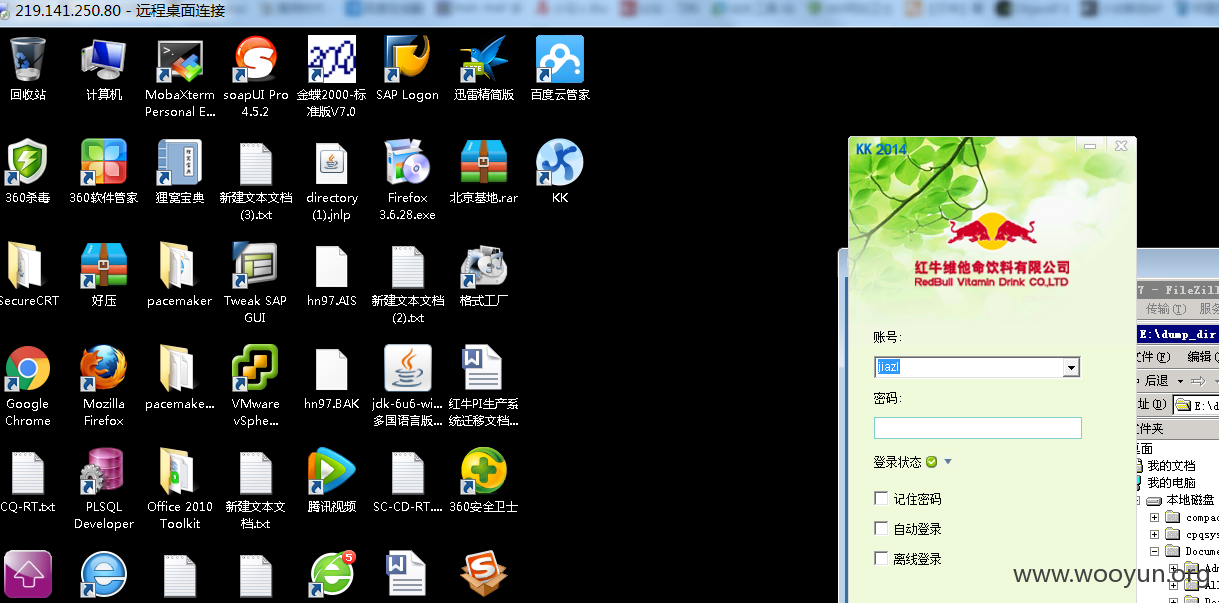 219.141.250.80 - 远程桌面连接
回收站
计算机
MobaXterm
Personal E...
soapUI Pro
4.5.2
金蝶2000-标
准版V7.0
SAP Logon
迅雷精简版
百度云管家
360杀毒
360软件管家
狸窝宝典
新建文本文档
(3).txt
directory
(1).jnlp
Firefox
3.6.28.exe
北京基地.rar
KK
SecureCRT
好压
pacemaker
Tweak SAP
GUI
hn97.AIS
新建文本文档
(2).txt
格式工厂
Google
Chrome
Mozilla
Firefox
pacemake...
VMware
vSphe...
hn97.BAK
jdk-6u6-wi...
多国语言版...
红牛PI生产系
统迁移文档...
CQ-RT.txt
PLSQL
Developer
Office 2010
Toolkit
新建文本文
档.txt
腾讯视频
SC-CD-RT....
360安全卫士
5
KK 2014
红牛维他命饮料有限公司
RedBull Vitamin Drink CO.,LTD
账号:
jiazl
密码:
登录状态
记住密码
自动登录
离线登录
7 - FileZill
传输(T) 服务
E:\dump_dir
文件(F) 编辑(
后退
址(D) E:\d
文件夹
桌面
我的文档
我的电脑
本地磁盘
compac
cpqsys
Docume
www.wooyun.org